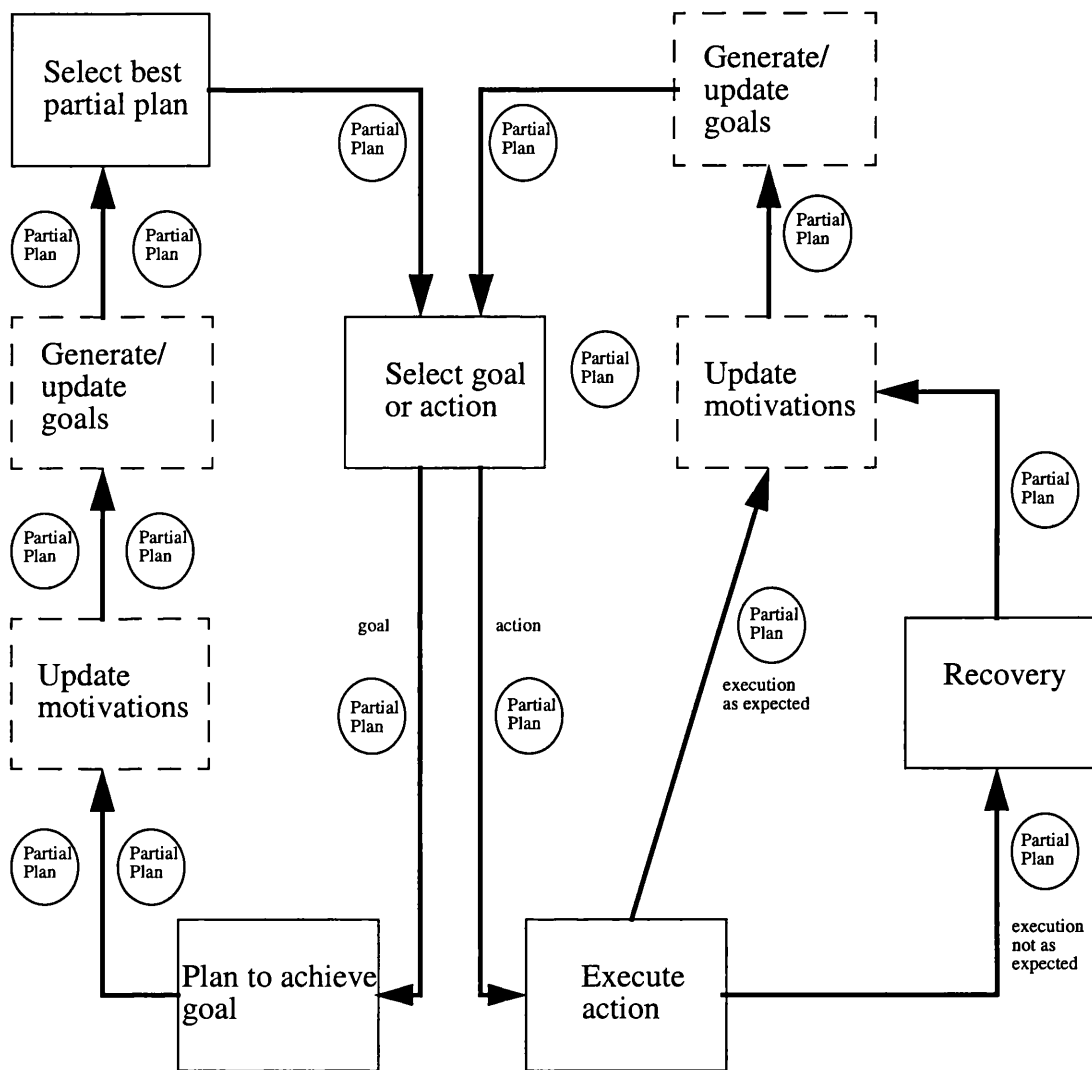 Select best
partial plan
Partial
Plan
Partial
Plan
Generate/
update
goals
Partial
Plan
Partial
Plan
Partial
Plan
Generate/
update
goals
Select goal
or action
Partial
Plan
Update
motivations
Partial
Plan
Partial
Plan
Partial
Plan
goal
action
Partial
Plan
execution
as expected
Update
motivations
Partial
Plan
Partial
Plan
Recovery
Partial
Plan
Partial
Plan
Partial
Plan
execution
not as
expected
Plan to achieve
goal
Execute
action